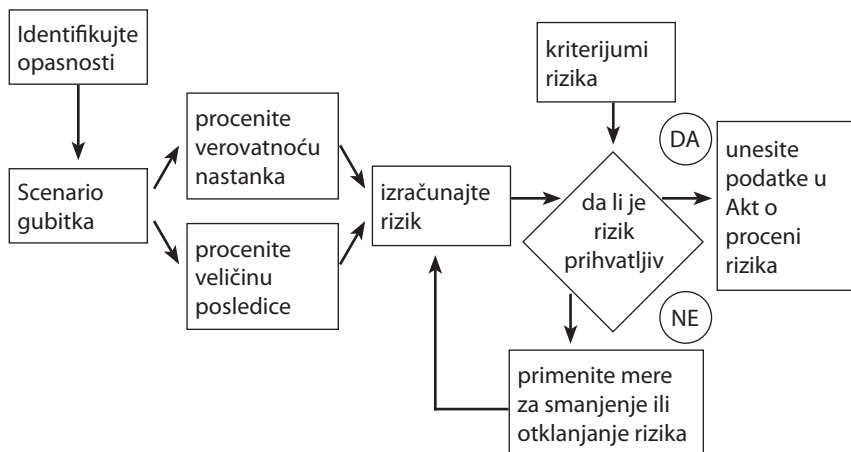 Identifikujte
opasnosti
Scenario
gubitka
procenite
verovatnoću
nastanka
procenite
veličinu
posledice
izračunajte
rizik
kriterijumi
rizika
da li je
rizik
prihvatljiv
DA
unesite
podatke u
Akt o
proceni
rizika
NE
primenite mere
za smanjenje ili
otklanjanje rizika